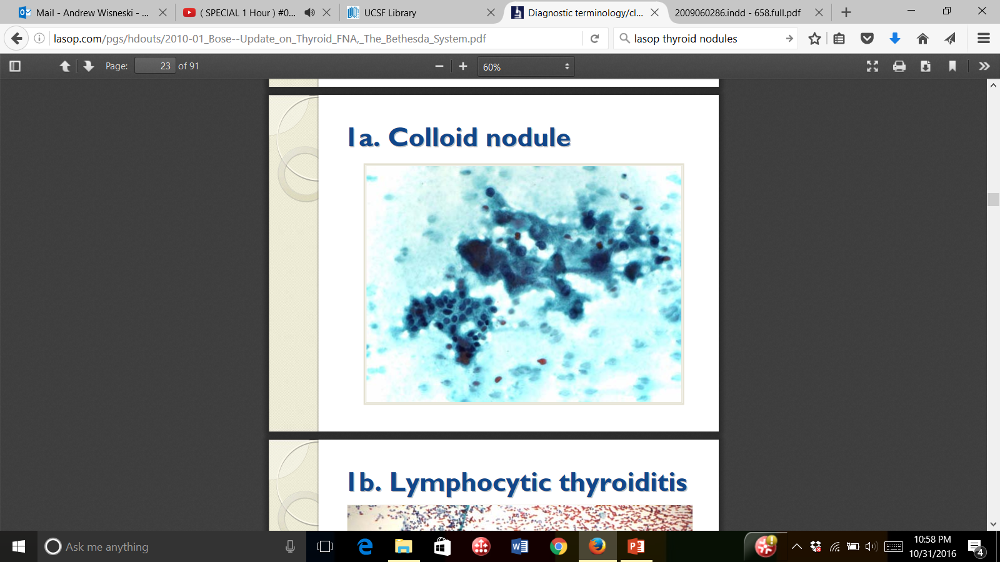 Mail - Andrew Wisneski - ...
( SPECIAL 1 Hour ) #0...
UCSF Library
Diagnostic terminology/cl...
2009060286.indd - 658.full.pdf
lasop.com/pgs/hdouts/2010-01_Bose--Update_on_Thyroid_FNA,_The_Bethesda_System.pdf
lasop thyroid nodules
Page: 23 of 91
60%
1a. Colloid nodule
1b. Lymphocytic thyroiditis
Ask me anything
10:58 PM
10/31/2016
4